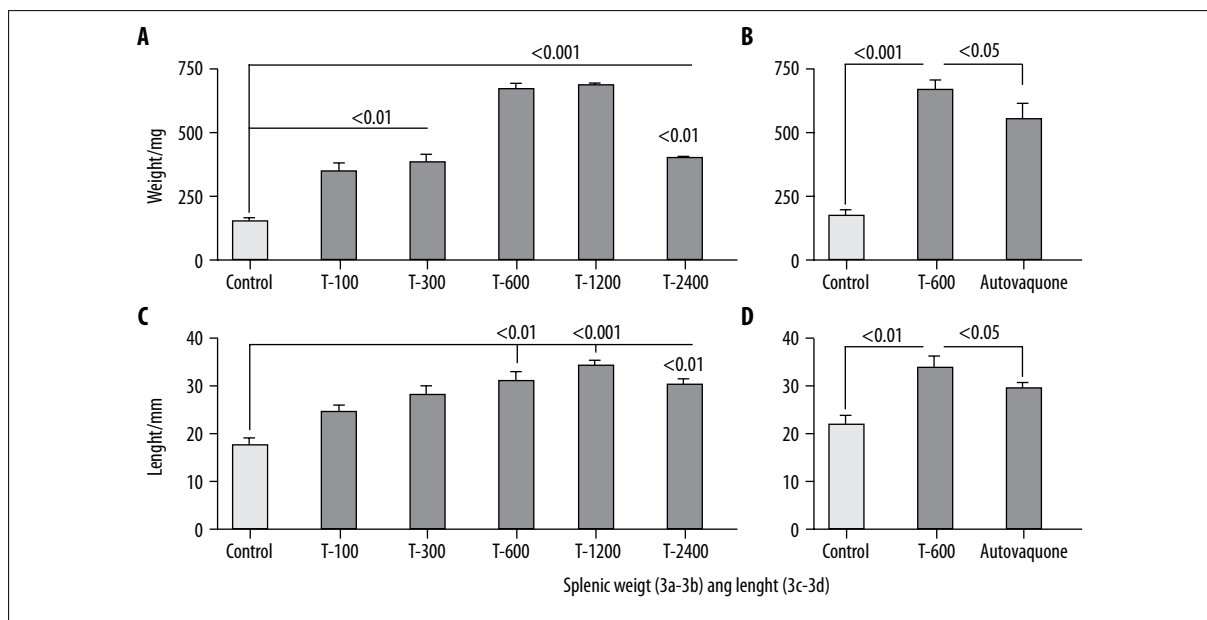 A
<0.001
750
500
250
0
Weight/mg
<0.01
<0.01
Control T-100 T-300 T-600 T-1200 T-2400
B
<0.001 <0.05
750
500
250
0
Control T-600 Autovaquone
C
<0.01 <0.001
40
30
20
10
0
Lenght/mm
<0.01
Control T-100 T-300 T-600 T-1200 T-2400
D
<0.01 <0.05
40
30
20
10
0
Control T-600 Autovaquone
Splenic weigt (3a-3b) ang lenght (3c-3d)